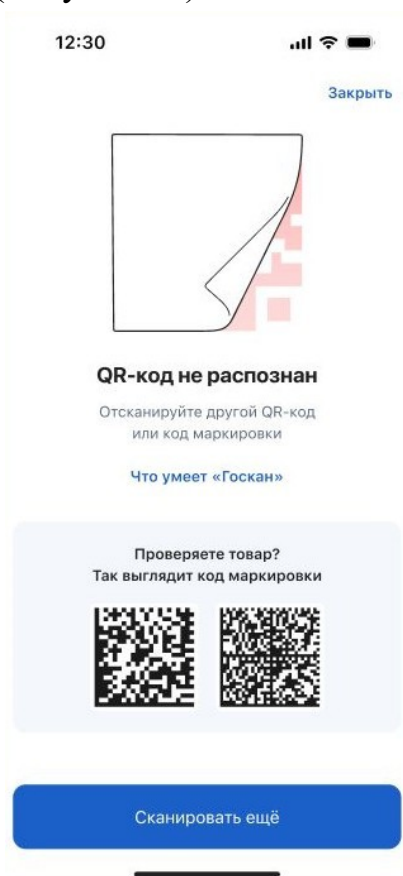 12:30
Закрыть
QR-код не распознан
Отсканируйте другой QR-код
или код маркировки
Что умеет «Госкан»
Проверяете товар?
Так выглядит код маркировки
Сканировать ещё